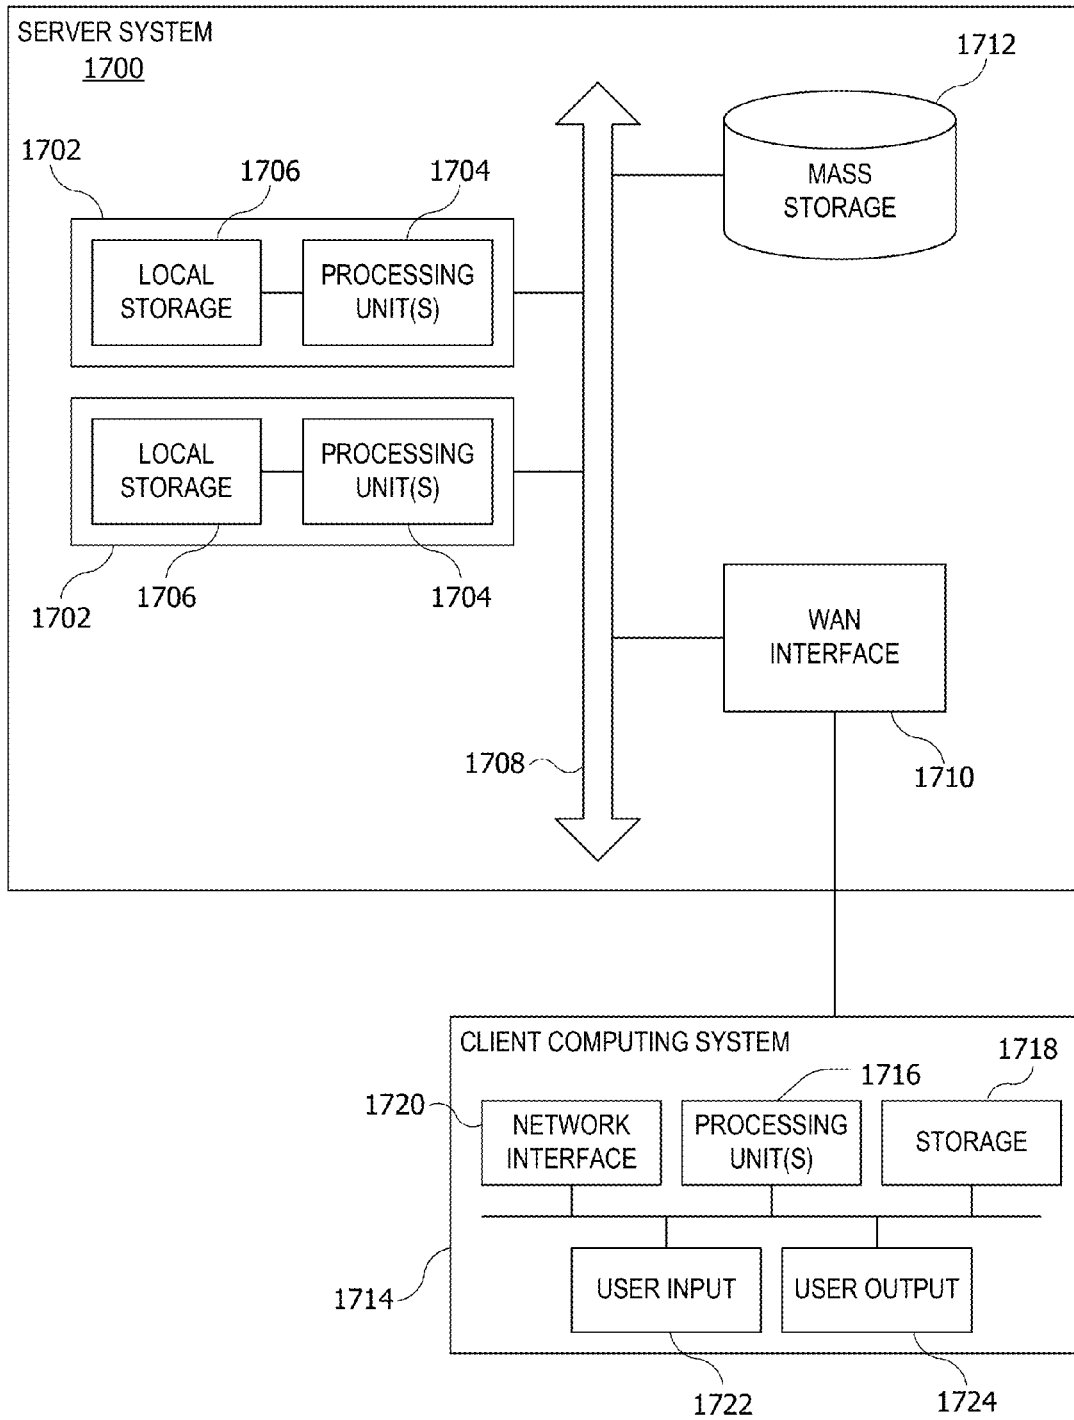 SERVER SYSTEM
1700
1712
1702
1706
1704
MASS
STORAGE
LOCAL
STORAGE
PROCESSING
UNIT(S)
LOCAL
STORAGE
PROCESSING
UNIT(S)
1702
1706
1704
WAN
INTERFACE
1708
1710
CLIENT COMPUTING SYSTEM
1720
1716
1718
NETWORK
INTERFACE
PROCESSING
UNIT(S)
STORAGE
1714
USER INPUT
USER OUTPUT
1722
1724